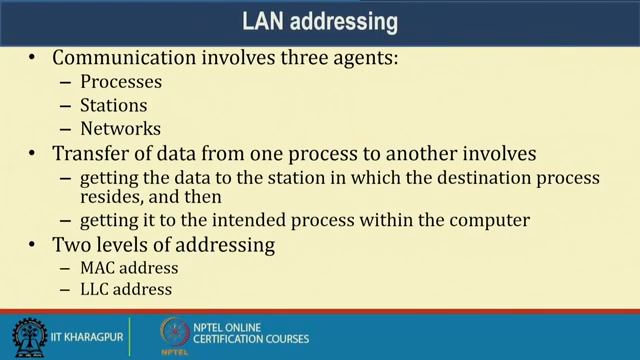 LAN addressing
• Communication involves three agents:
– Processes
– Stations
– Networks
• Transfer of data from one process to another involves
– getting the data to the station in which the destination process
resides, and then
– getting it to the intended process within the computer
• Two levels of addressing
– MAC address
– LLC address
IIT KHARAGPUR
NPTEL
NPTEL ONLINE
CERTIFICATION COURSES